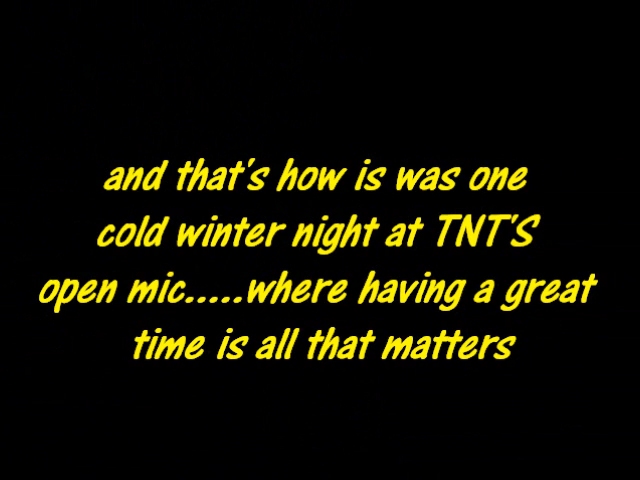 and that's how is was one
cold winter night at TNT'S
open mic.....where having a great
time is all that matters